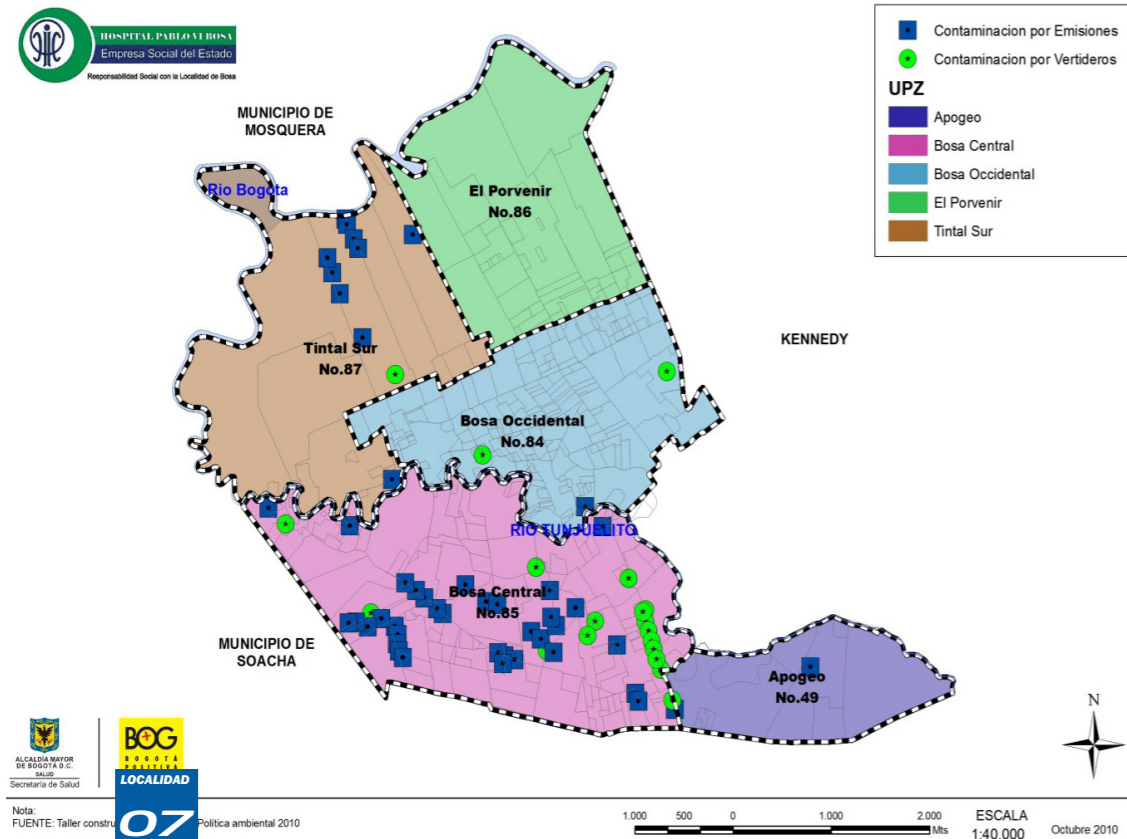 HOSPITAL PABLO VI BOSA
Empresa Social del Estado
Responsabilidad Social con la Localidad de Bosa
Contaminacion por Emisiones
Contaminacion por Vertideros
UPZ
Apogeo
Bosa Central
Bosa Occidental
El Porvenir
Tintal Sur
MUNICIPIO DE
MOSQUERA
Rio Bogota
El Porvenir
No.86
KENNEDY
Tintal Sur
No.87
Bosa Occidental
No.84
RIO TUNJUELITO
Bosa Central
No.85
MUNICIPIO DE
SOACHA
Apogeo
No.49
N
ALCALDÍA MAYOR
DE BOGOTÁ D.C.
SALUD
Secretaría de Salud
BOG
BOGOTÁ
POSITIVA
LOCALIDAD
07
Nota:
FUENTE: Taller constru Política ambiental 2010
1.000 500 0 1.000 2.000
Mts
ESCALA
1:40.000
Octubre 2010